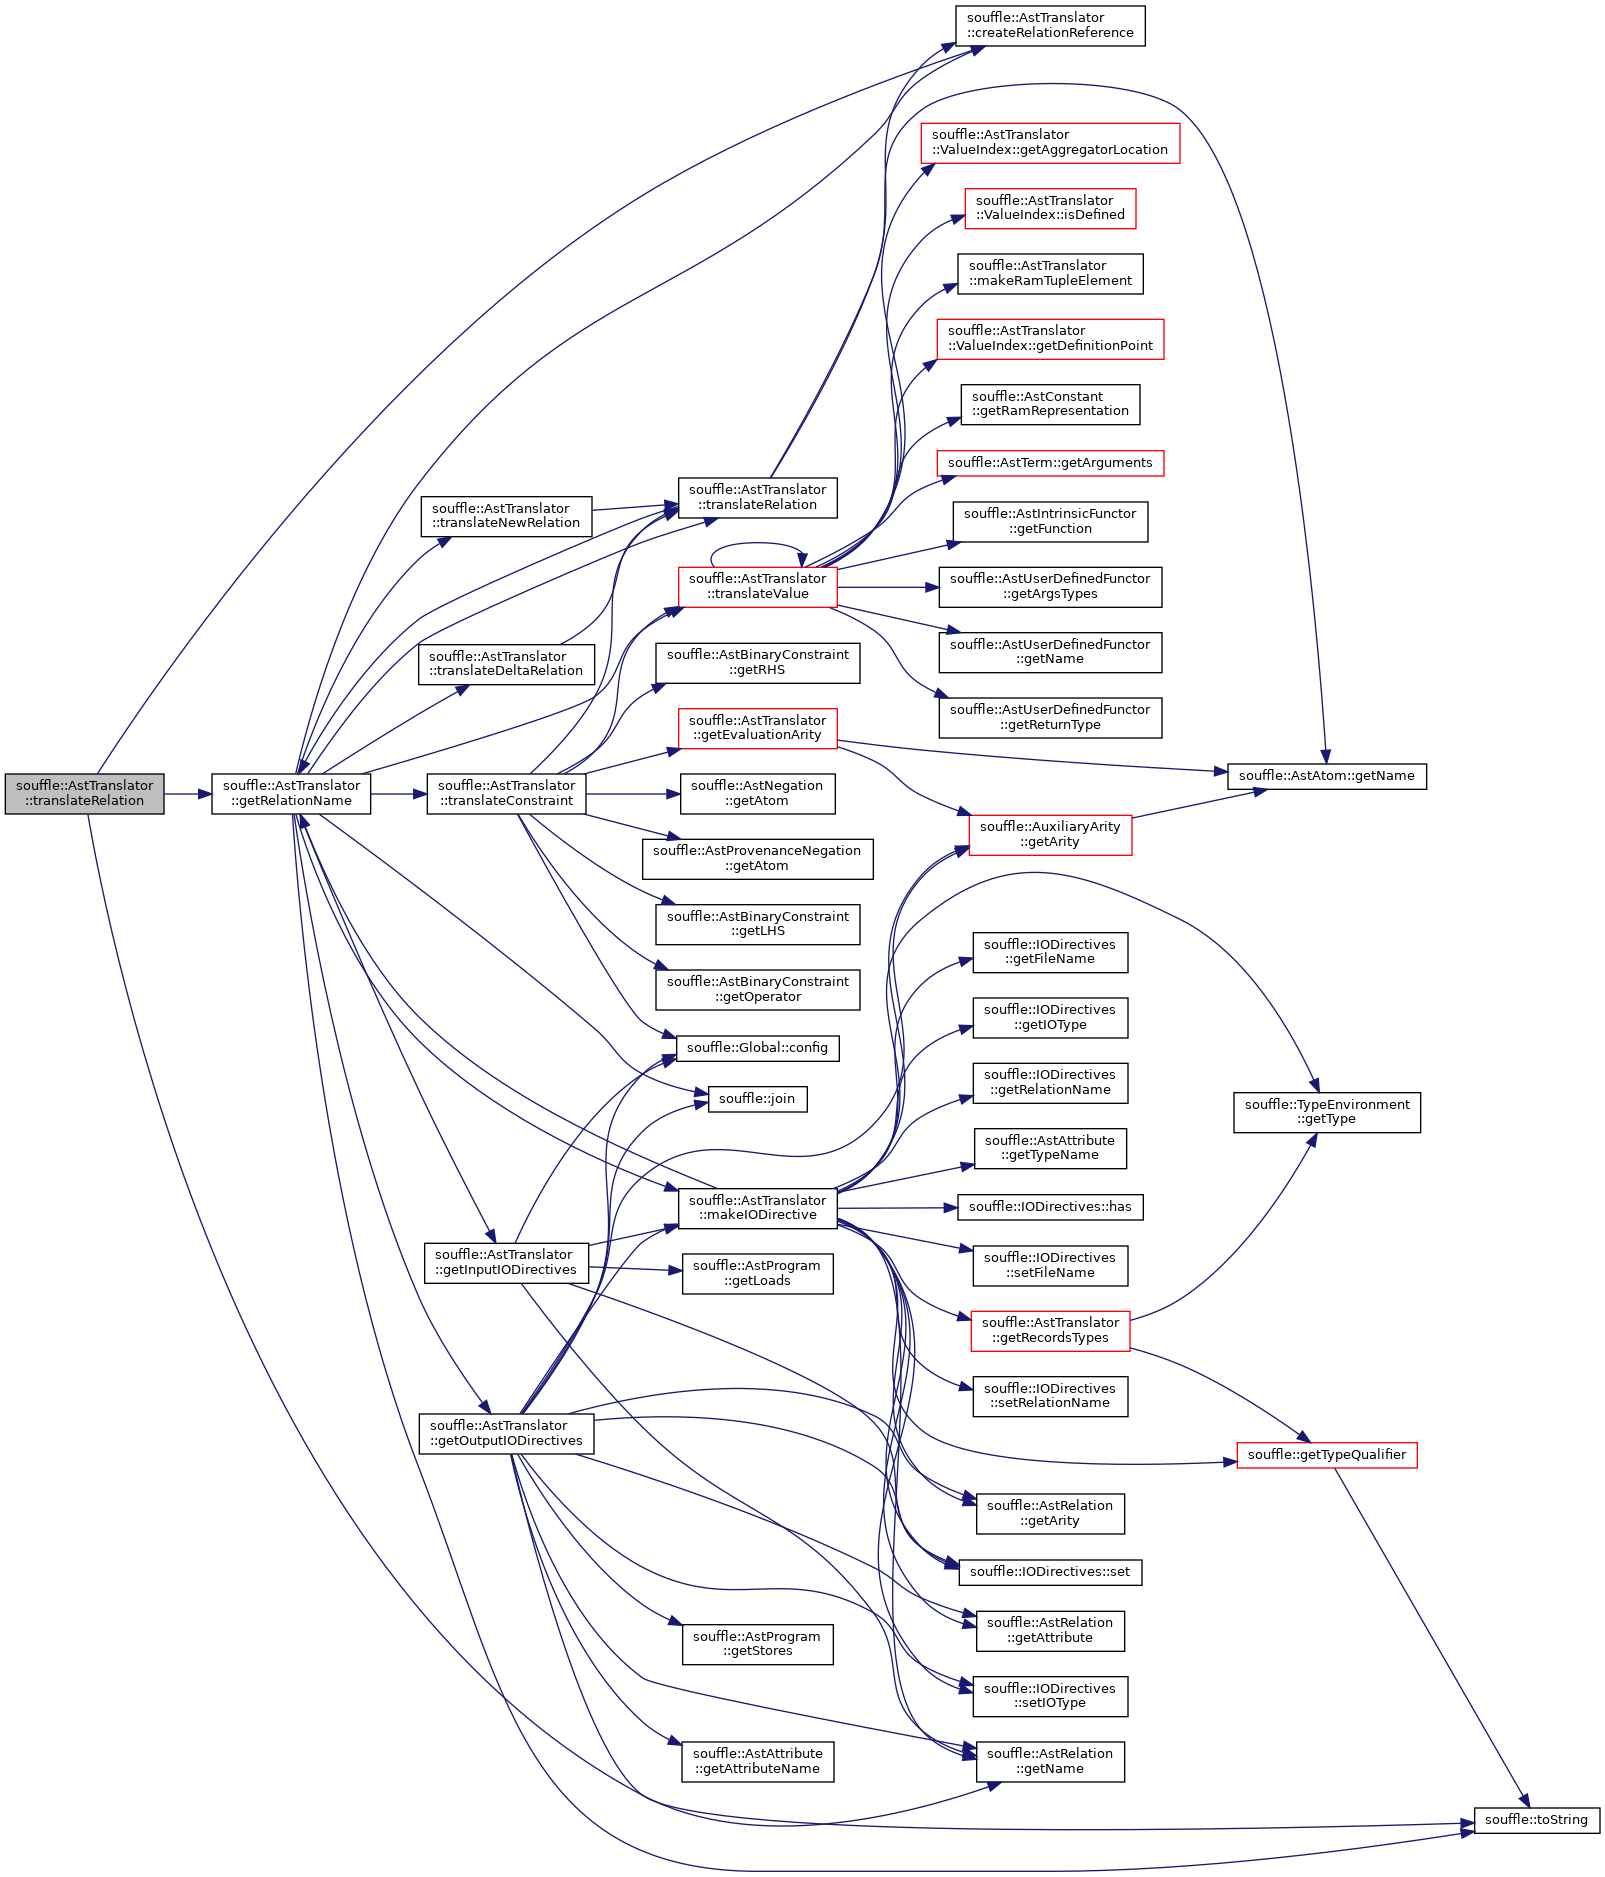 souffle::AstTranslator
::translateRelation
souffle::AstTranslator
::getRelationName
souffle::AstTranslator
::translateNewRelation
souffle::AstTranslator
::translateDeltaRelation
souffle::AstTranslator
::translateConstraint
souffle::AstTranslator
::getInputIODirectives
souffle::AstTranslator
::getOutputIODirectives
souffle::AstTranslator
::translateRelation
souffle::AstTranslator
::translateValue
souffle::AstBinaryConstraint
::getRHS
souffle::AstTranslator
::getEvaluationArity
souffle::AstNegation
::getAtom
souffle::AstProvenanceNegation
::getAtom
souffle::AstBinaryConstraint
::getLHS
souffle::AstBinaryConstraint
::getOperator
souffle::Global::config
souffle::join
souffle::AstTranslator
::makeIODirective
souffle::AstProgram
::getLoads
souffle::AstProgram
::getStores
souffle::AstAttribute
::getAttributeName
souffle::AstTranslator
::createRelationReference
souffle::AstTranslator
::ValueIndex::getAggregatorLocation
souffle::AstTranslator
::ValueIndex::isDefined
souffle::AstTranslator
::makeRamTupleElement
souffle::AstTranslator
::ValueIndex::getDefinitionPoint
souffle::AstConstant
::getRamRepresentation
souffle::AstTerm::getArguments
souffle::AstIntrinsicFunctor
::getFunction
souffle::AstUserDefinedFunctor
::getArgsTypes
souffle::AstUserDefinedFunctor
::getName
souffle::AstUserDefinedFunctor
::getReturnType
souffle::AuxiliaryArity
::getArity
souffle::IODirectives
::getFileName
souffle::IODirectives
::getIOType
souffle::IODirectives
::getRelationName
souffle::AstAttribute
::getTypeName
souffle::IODirectives::has
souffle::IODirectives
::setFileName
souffle::AstTranslator
::getRecordsTypes
souffle::IODirectives
::setRelationName
souffle::AstRelation
::getArity
souffle::IODirectives::set
souffle::AstRelation
::getAttribute
souffle::IODirectives
::setIOType
souffle::AstRelation
::getName
souffle::AstAtom::getName
souffle::TypeEnvironment
::getType
souffle::getTypeQualifier
souffle::toString